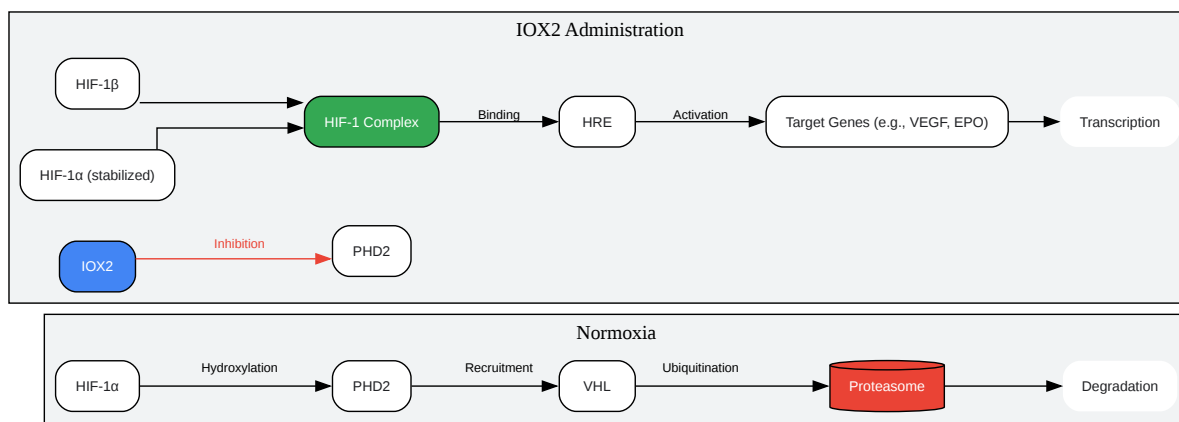 IOX2 Administration
HIF-1β
HIF-1α (stabilized)
HIF-1 Complex
Binding
HRE
Activation
Target Genes (e.g., VEGF, EPO)
Transcription
IOX2
Inhibition
PHD2
Normoxia
HIF-1α
Hydroxylation
PHD2
Recruitment
VHL
Ubiquitination
Proteasome
Degradation